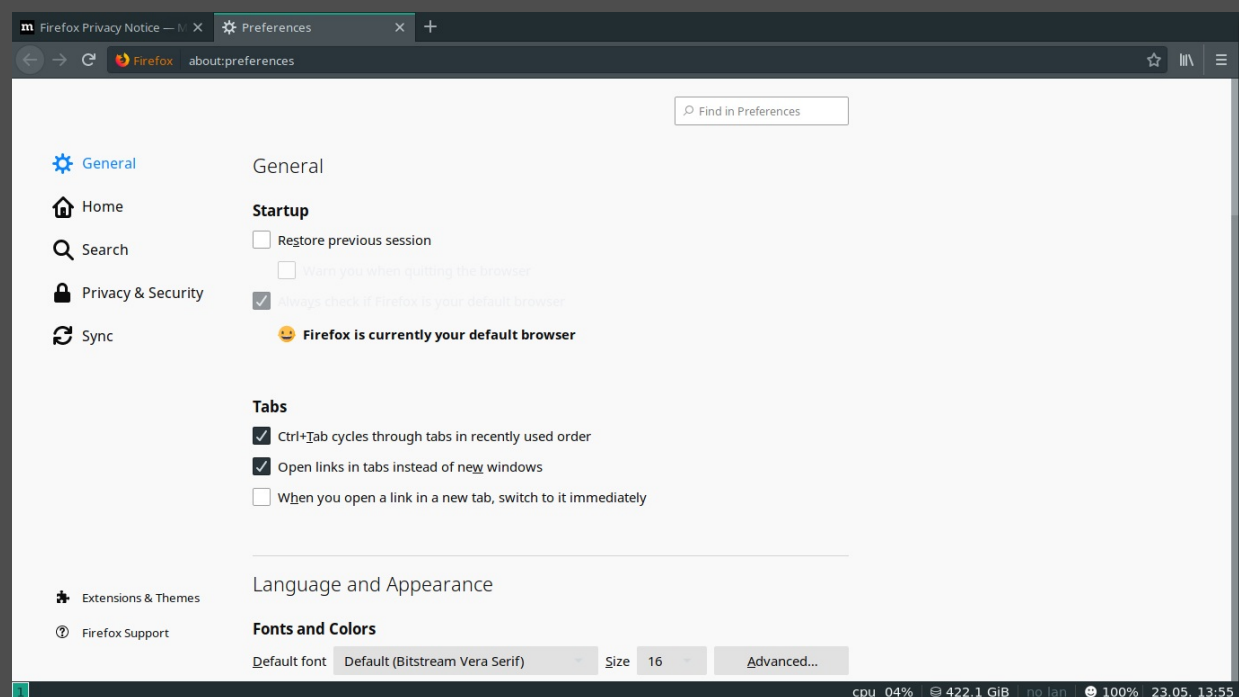 m Firefox Privacy Notice — M
Preferences
Firefox about:preferences
Find in Preferences
General
Home
Search
Privacy & Security
Sync
Extensions & Themes
Firefox Support
General
Startup
Restore previous session
Warn you when quitting the browser
Always check if Firefox is your default browser
Firefox is currently your default browser
Tabs
Ctrl+Tab cycles through tabs in recently used order
Open links in tabs instead of new windows
When you open a link in a new tab, switch to it immediately
Language and Appearance
Fonts and Colors
Default font Default (Bitstream Vera Serif) Size 16 Advanced...
1 cpu 04% 422.1 GiB no lan 100% 23.05. 13:55